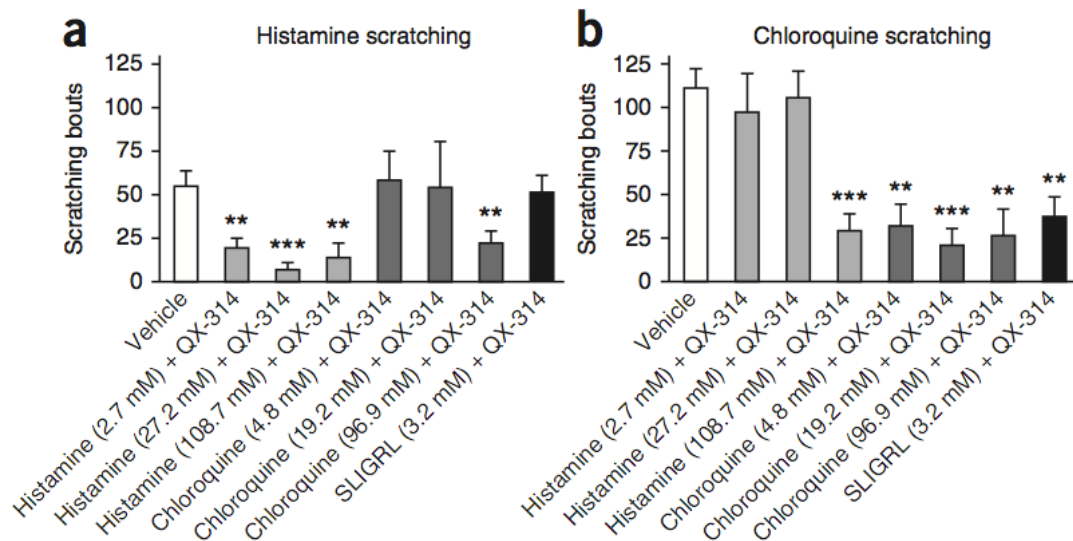 a
Histamine scratching
Scratching bouts
125
100
75
50
25
0
**
***
**
**
Vehicle
Histamine (2.7 mM) + QX-314
Histamine (27.2 mM) + QX-314
Histamine (108.7 mM) + QX-314
Chloroquine (4.8 mM) + QX-314
Chloroquine (19.2 mM) + QX-314
Chloroquine (96.9 mM) + QX-314
SLIGRL (3.2 mM) + QX-314
b
Chloroquine scratching
Scratching bouts
125
100
75
50
25
0
***
**
***
**
**
Vehicle
Histamine (2.7 mM) + QX-314
Histamine (27.2 mM) + QX-314
Histamine (108.7 mM) + QX-314
Chloroquine (4.8 mM) + QX-314
Chloroquine (19.2 mM) + QX-314
Chloroquine (96.9 mM) + QX-314
SLIGRL (3.2 mM) + QX-314